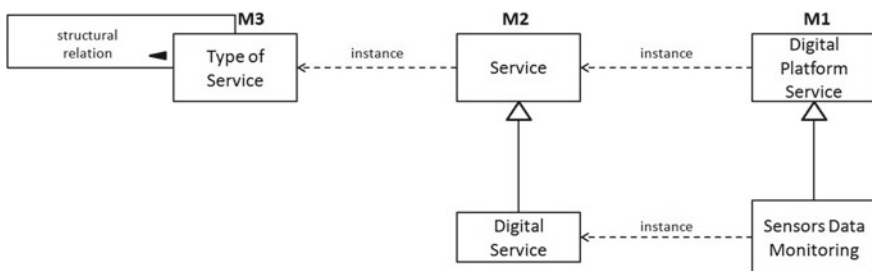 M3
M2
M1
structural
relation
Type of
Service
instance
Service
instance
Digital
Platform
Service
Digital
Service
instance
Sensors Data
Monitoring